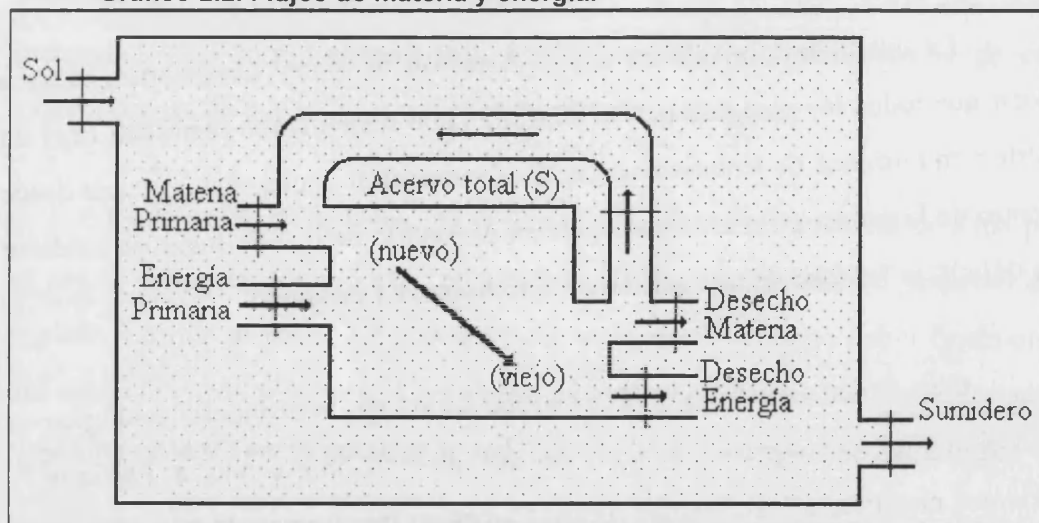 Gráfico 2.2. Flujos de materia y energía.
Sol
Materia
Primaria
Acervo total (S)
(nuevo)
Energía
Primaria
(viejo)
Desecho
Materia
Desecho
Energía
Sumidero